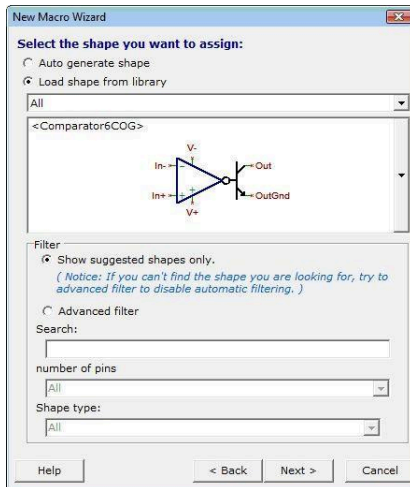 New Macro Wizard
Select the shape you want to assign:
Auto generate shape
Load shape from library
All
<Comparator6COG>
V-
In-
Out
In+
OutGnd
V+
Filter
Show suggested shapes only.
( Notice: If you can't find the shape you are looking for, try to
advanced filter to disable automatic filtering. )
Advanced filter
Search:
number of pins
All
Shape type:
All
Help
< Back
Next >
Cancel